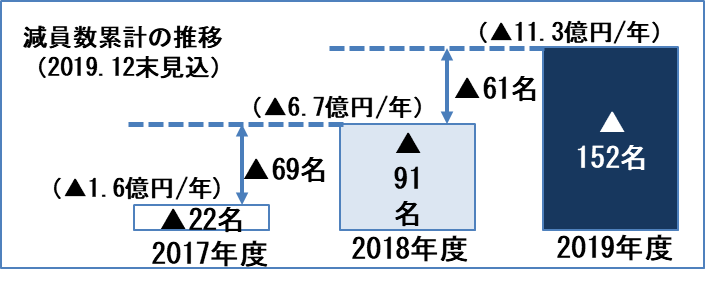 減員数累計の推移
（2019.12末見込）
（▲11.3億円/年）
▲61名
（▲6.7億円/年）
▲69名
（▲1.6億円/年）
▲22名
▲
91
名
▲
152名
2017年度
2018年度
2019年度